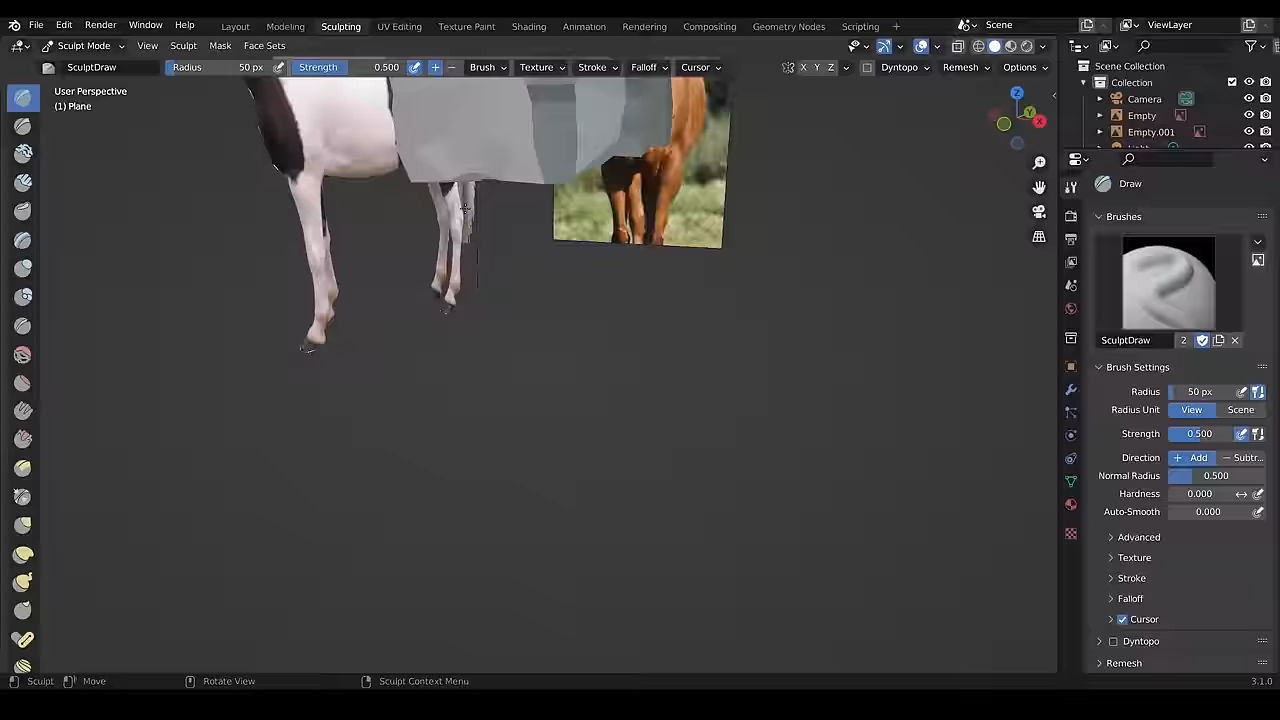 File Edit Render Window Help Layout Modeling Sculpting UV Editing Texture Paint Shading Animation Rendering Compositing Geometry Nodes Scripting + Scene ViewLayer
Sculpt Mode View Sculpt Mask Face Sets
SculptDraw Radius 50 px Strength 0.500 + − Brush Texture Stroke Falloff Cursor X Y Z Dyntopo Remesh Options
Scene Collection
Collection
Camera
Empty
Empty.001
User Perspective
(1) Plane
Z
Y
X
Draw
Brushes
SculptDraw 2
Brush Settings
Radius 50 px
Radius Unit View Scene
Strength 0.500
Direction + Add − Subtr...
Normal Radius 0.500
Hardness 0.000
Auto-Smooth 0.000
Advanced
Texture
Stroke
Falloff
Cursor
Dyntopo
Remesh
Sculpt Move Rotate View Sculpt Context Menu 3.1.0